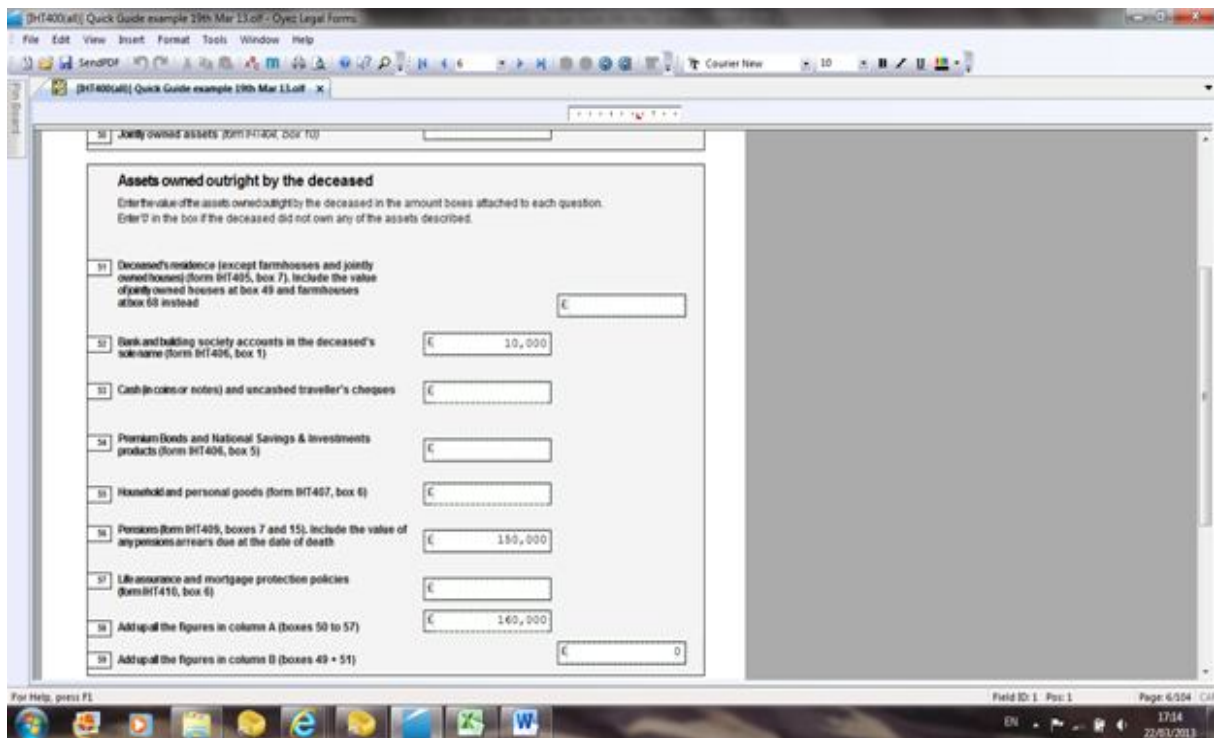 [IHT400(all)] Quick Guide example 19th Mar 13.olf - Oyez Legal Forms
File Edit View Insert Format Tools Window Help
SendPDF 6 Courier New 10 B I U
[IHT400(all)] Quick Guide example 19th Mar 13.olf x
50 Jointly owned assets (form IHT404, box 10)
Assets owned outright by the deceased
Enter the value of the assets owned outright by the deceased in the amount boxes attached to each question.
Enter '0' in the box if the deceased did not own any of the assets described.
51 Deceased's residence (except farmhouses and jointly
owned houses) (form IHT405, box 7). Include the value
of jointly owned houses at box 49 and farmhouses
at box 68 instead
£
52 Bank and building society accounts in the deceased's
sole name (form IHT406, box 1)
£ 10,000
53 Cash (in coins or notes) and uncashed traveller's cheques £
54 Premium Bonds and National Savings & Investments
products (form IHT406, box 5)
£
55 Household and personal goods (form IHT407, box 6) £
56 Pensions (form IHT409, boxes 7 and 15). Include the value of
any pensions arrears due at the date of death
£ 150,000
57 Life assurance and mortgage protection policies
(form IHT410, box 6)
£
58 Add up all the figures in column A (boxes 50 to 57) £ 160,000
59 Add up all the figures in column B (boxes 49 + 51) £ 0
For Help, press F1 Field ID: 1 Pos: 1 Page: 6/104
EN 17:14
22/03/2013